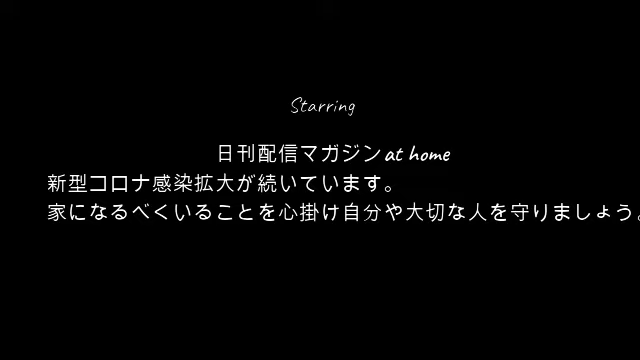 Starring
日刊配信マガジンat home
新型コロナ感染拡大が続いています。
家になるべくいることを心掛け自分や大切な人を守りましょう。